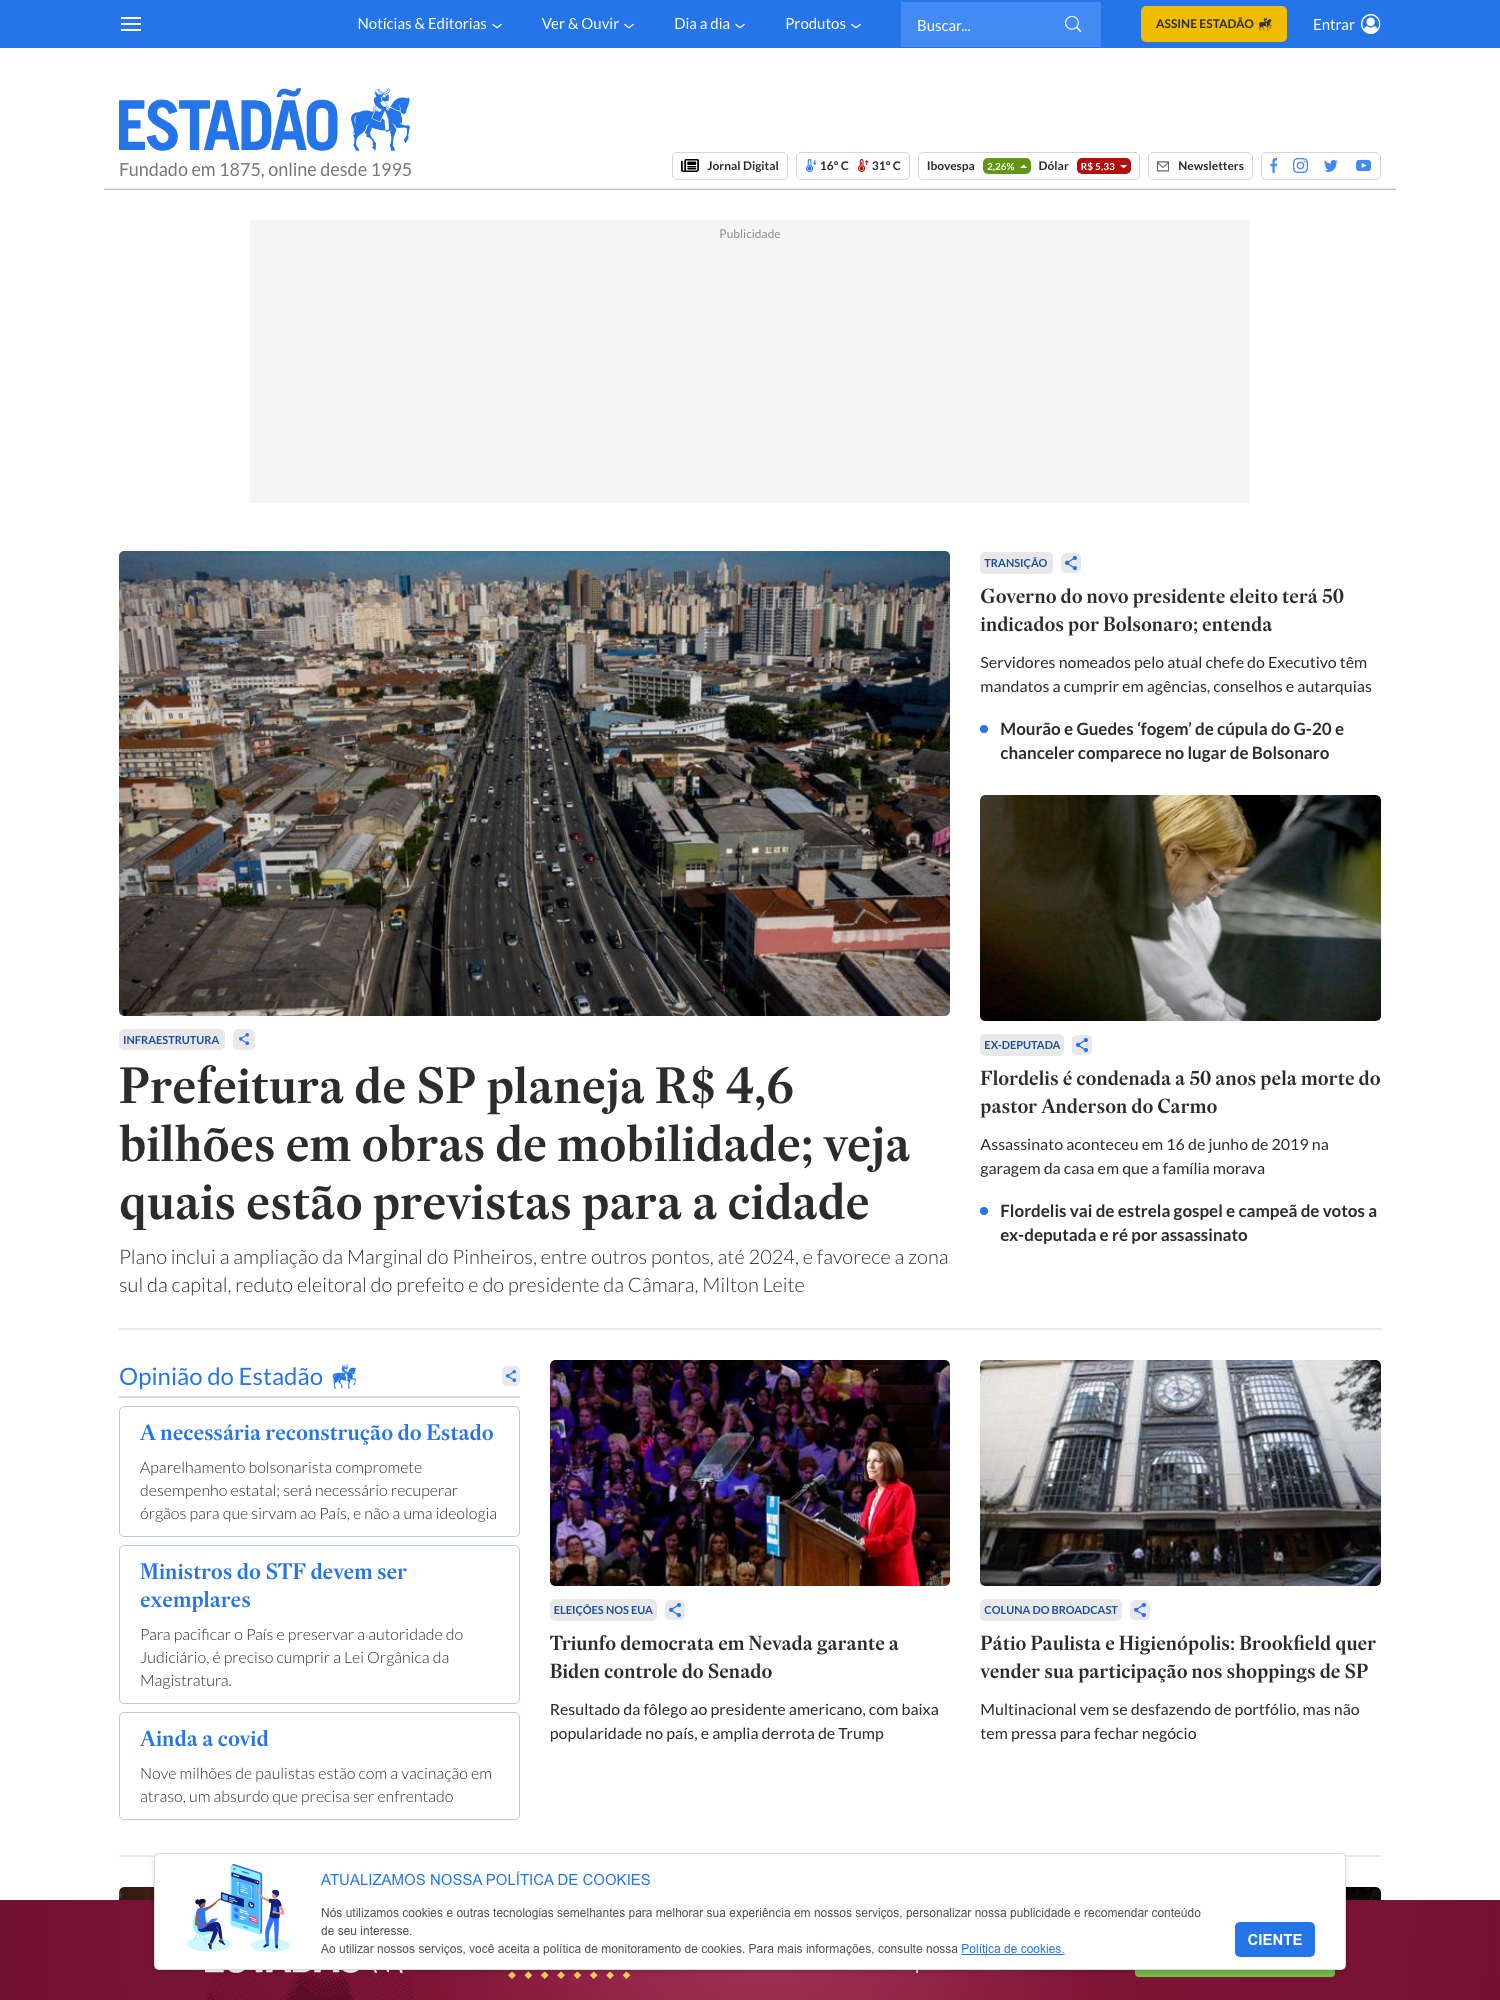 Notícias & Editorias
Ver & Ouvir
Dia a dia
Produtos
Buscar...
ASSINE ESTADÃO
Entrar
ESTADÃO
Fundado em 1875, online desde 1995
Jornal Digital
16º C 31º C
Ibovespa 2,26% Dólar R$ 5,33
Newsletters
Publicidade
INFRAESTRUTURA
Prefeitura de SP planeja R$ 4,6
bilhões em obras de mobilidade; veja
quais estão previstas para a cidade
Plano inclui a ampliação da Marginal do Pinheiros, entre outros pontos, até 2024, e favorece a zona
sul da capital, reduto eleitoral do prefeito e do presidente da Câmara, Milton Leite
TRANSIÇÃO
Governo do novo presidente eleito terá 50
indicados por Bolsonaro; entenda
Servidores nomeados pelo atual chefe do Executivo têm
mandatos a cumprir em agências, conselhos e autarquias
Mourão e Guedes ‘fogem’ de cúpula do G-20 e
chanceler comparece no lugar de Bolsonaro
EX-DEPUTADA
Flordelis é condenada a 50 anos pela morte do
pastor Anderson do Carmo
Assassinato aconteceu em 16 de junho de 2019 na
garagem da casa em que a família morava
Flordelis vai de estrela gospel e campeã de votos a
ex-deputada e ré por assassinato
Opinião do Estadão
A necessária reconstrução do Estado
Aparelhamento bolsonarista compromete
desempenho estatal; será necessário recuperar
órgãos para que sirvam ao País, e não a uma ideologia
Ministros do STF devem ser
exemplares
Para pacificar o País e preservar a autoridade do
Judiciário, é preciso cumprir a Lei Orgânica da
Magistratura.
Ainda a covid
Nove milhões de paulistas estão com a vacinação em
atraso, um absurdo que precisa ser enfrentado
ELEIÇÕES NOS EUA
Triunfo democrata em Nevada garante a
Biden controle do Senado
Resultado da fôlego ao presidente americano, com baixa
popularidade no país, e amplia derrota de Trump
COLUNA DO BROADCAST
Pátio Paulista e Higienópolis: Brookfield quer
vender sua participação nos shoppings de SP
Multinacional vem se desfazendo de portfólio, mas não
tem pressa para fechar negócio
ATUALIZAMOS NOSSA POLÍTICA DE COOKIES
Nós utilizamos cookies e outras tecnologias semelhantes para melhorar sua experiência em nossos serviços, personalizar nossa publicidade e recomendar conteúdo
de seu interesse.
Ao utilizar nossos serviços, você aceita a política de monitoramento de cookies. Para mais informações, consulte nossa Política de cookies.
CIENTE